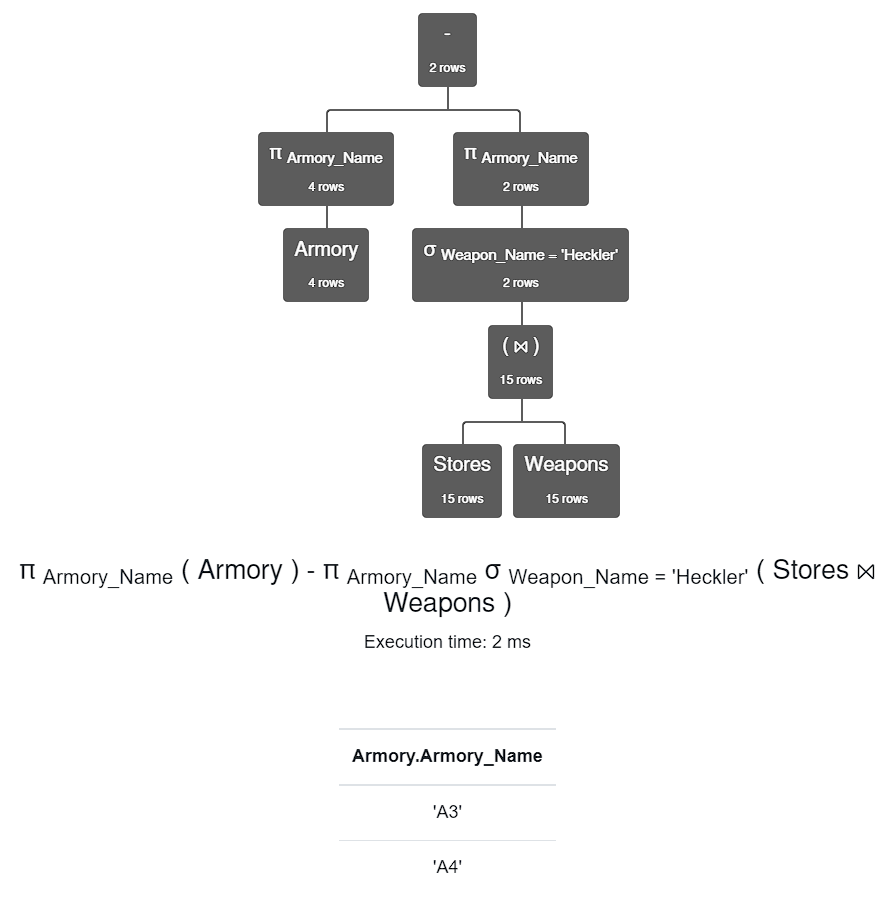 -
2 rows
π Armory_Name
4 rows
π Armory_Name
2 rows
Armory
4 rows
σ Weapon_Name = 'Heckler'
2 rows
( ⋈ )
15 rows
Stores
15 rows
Weapons
15 rows
π Armory_Name ( Armory ) - π Armory_Name σ Weapon_Name = 'Heckler' ( Stores ⋈
Weapons )
Execution time: 2 ms
Armory.Armory_Name
'A3'
'A4'